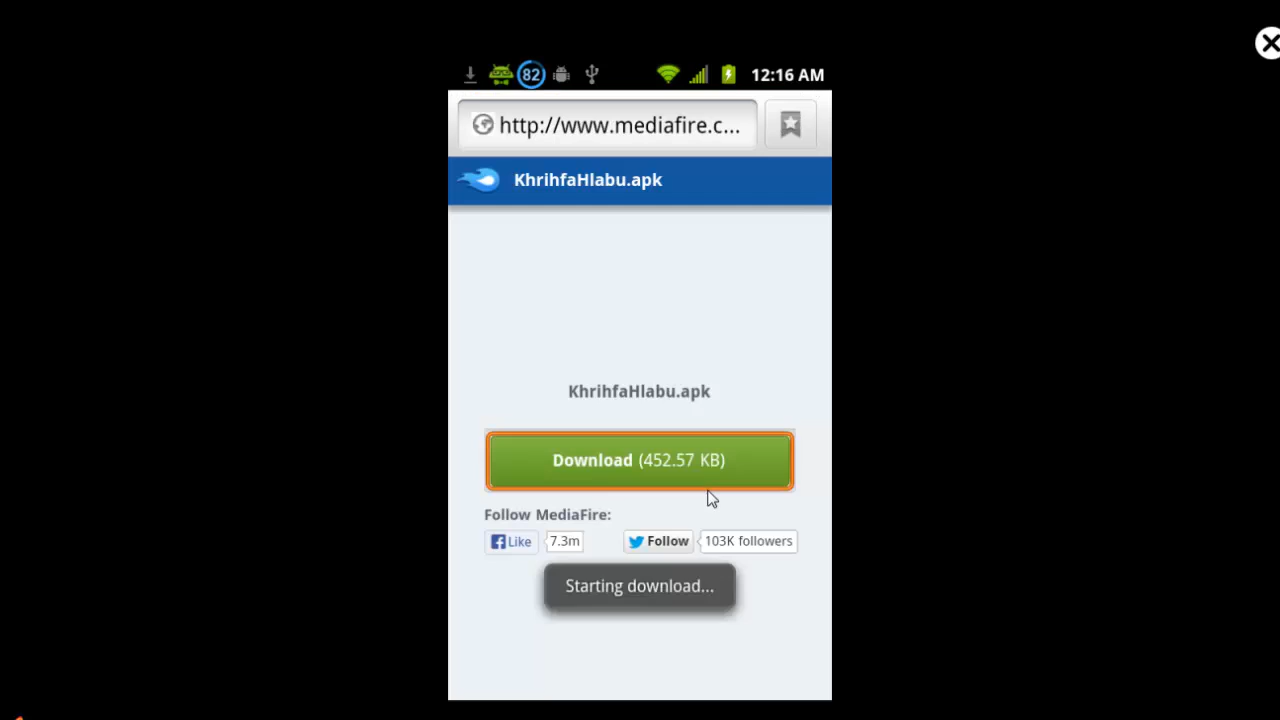 82 12:16 AM
http://www.mediafire.c...
KhrihfaHlabu.apk
KhrihfaHlabu.apk
Download (452.57 KB)
Follow MediaFire:
Like 7.3m Follow 103K followers
Starting download...